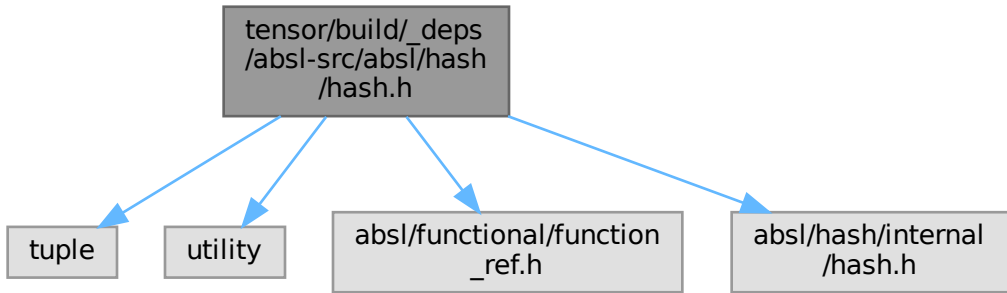 tensor/build/_deps
/absl-src/absl/hash
/hash.h
tuple
utility
absl/functional/function
_ref.h
absl/hash/internal
/hash.h